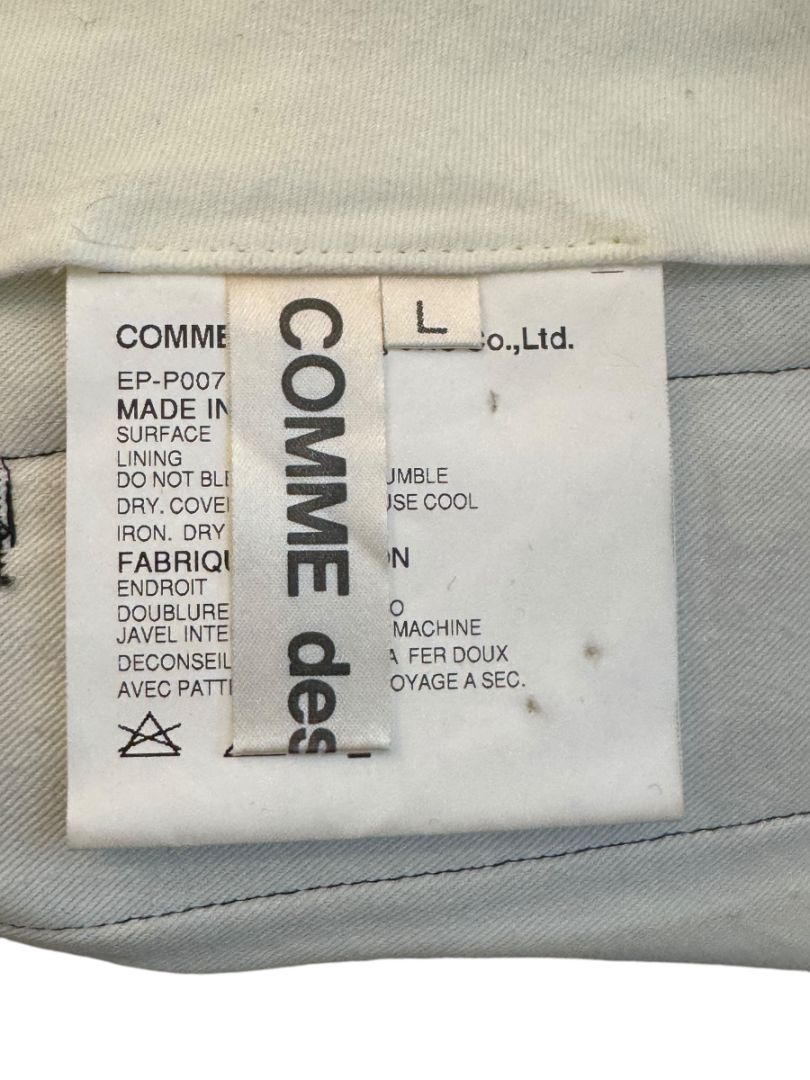 COMME des
L
COMME Co.,Ltd.
EP-P007
MADE IN
SURFACE
LINING
DO NOT BLE UMBLE
DRY. COVE USE COOL
IRON. DRY
FABRIQU ON
ENDROIT
DOUBLURE O
JAVEL INTE MACHINE
DECONSEIL A FER DOUX
AVEC PATT OYAGE A SEC.